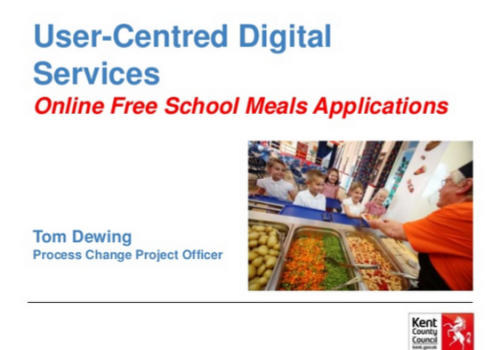 User-Centred Digital
Services
Online Free School Meals Applications
Tom Dewing
Process Change Project Officer
Kent
County
Council
kent.gov.uk